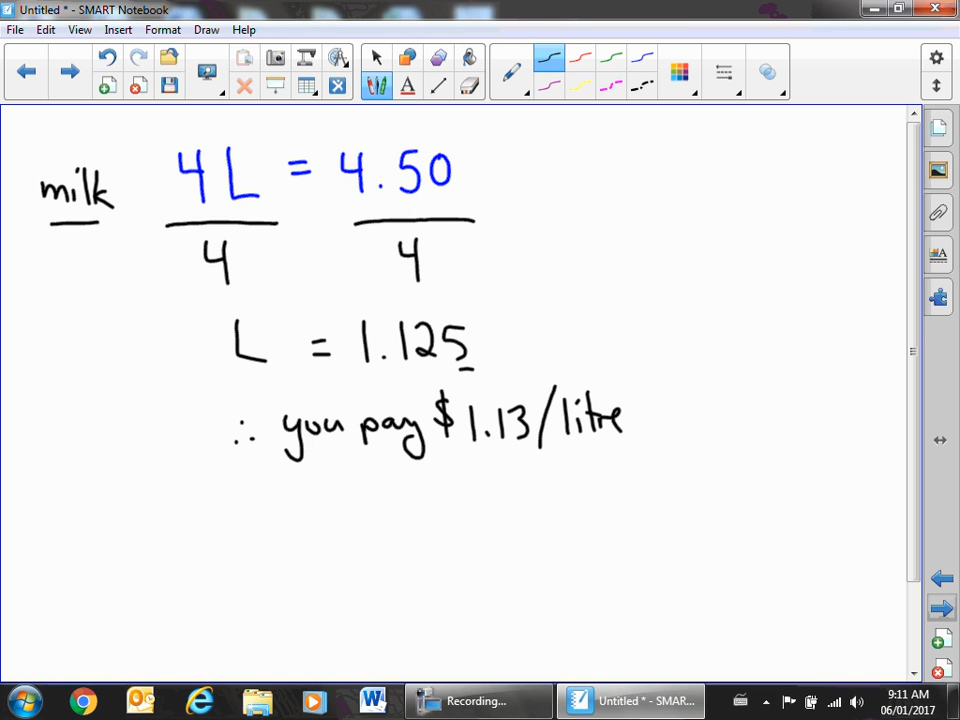 Untitled * - SMART Notebook
File Edit View Insert Format Draw Help
milk 4L = 4.50
4 4
L = 1.125
∴ you pay $1.13/litre
Recording...
Untitled * - SMAR...
9:11 AM
06/01/2017